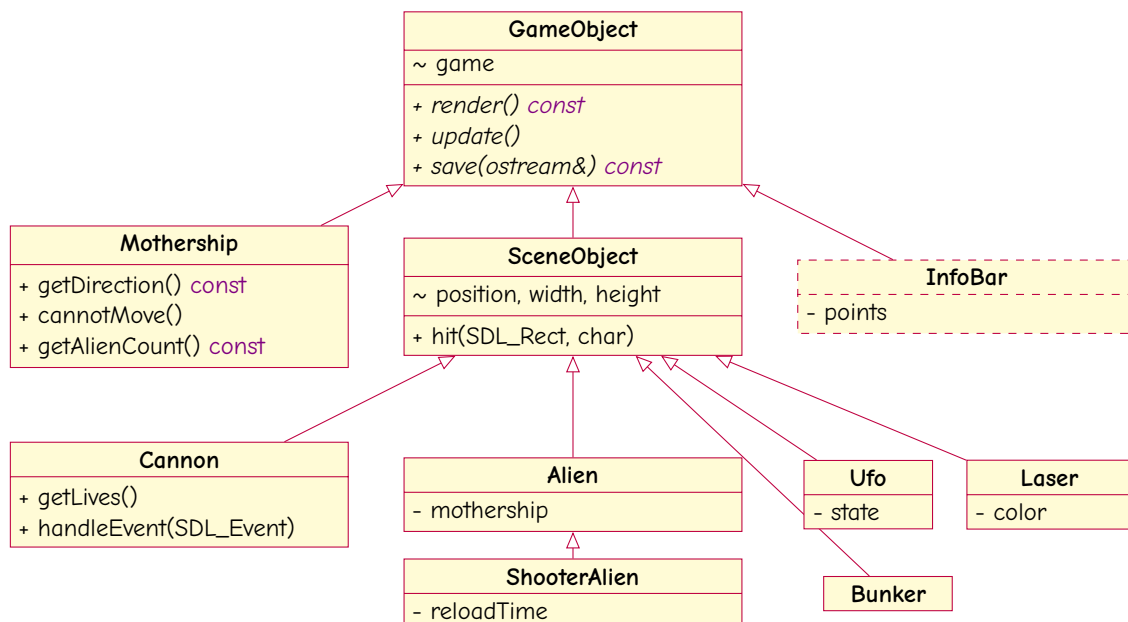 GameObject
~ game
+ render() const
+ update()
+ save(ostream&) const
Mothership
+ getDirection() const
+ cannotMove()
+ getAlienCount() const
SceneObject
~ position, width, height
+ hit(SDL_Rect, char)
InfoBar
- points
Cannon
+ getLives()
+ handleEvent(SDL_Event)
Alien
- mothership
Ufo
- state
Laser
- color
ShooterAlien
- reloadTime
Bunker